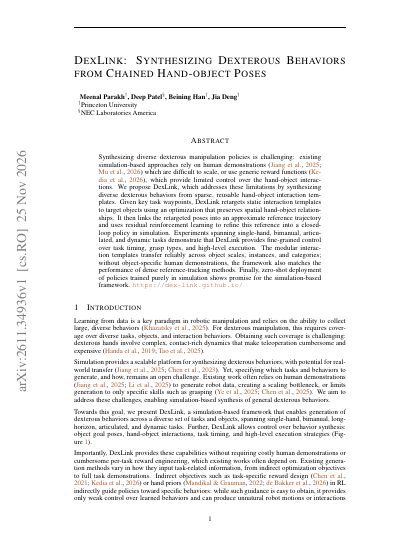 DEXLINK: SYNTHESIZING DEXTEROUS BEHAVIORS
FROM CHAINED HAND-OBJECT POSES
Meenal Parakh¹, Deep Patel², Beining Han¹, Jia Deng¹
¹Princeton University
²NEC Laboratories America
ABSTRACT
Synthesizing diverse dexterous manipulation policies is challenging: existing
simulation-based approaches rely on human demonstrations (Jiang et al., 2025;
Mu et al., 2026) which are difficult to scale, or use generic reward functions (Ke-
dia et al., 2026), which provide limited control over the hand-object interac-
tions. We propose DexLink, which addresses these limitations by synthesizing
diverse dexterous behaviors from sparse, reusable hand-object interaction tem-
plates. Given key task waypoints, DexLink retargets static interaction templates
to target objects using an optimization that preserves spatial hand-object relation-
ships. It then links the retargeted poses into an approximate reference trajectory
and uses residual reinforcement learning to refine this reference into a closed-
loop policy in simulation. Experiments spanning single-hand, bimanual, articu-
lated, and dynamic tasks demonstrate that DexLink provides fine-grained control
over task timing, grasp types, and high-level execution. The modular interac-
tion templates transfer reliably across object scales, instances, and categories;
without object-specific human demonstrations, the framework also matches the
performance of dense reference-tracking methods. Finally, zero-shot deployment
of policies trained purely in simulation shows promise for the simulation-based
framework. https://dex-link.github.io/
1 INTRODUCTION
Learning from data is a key paradigm in robotic manipulation and relies on the ability to collect
large, diverse behaviors (Khazatsky et al., 2025). For dexterous manipulation, this requires cover-
age over diverse tasks, objects, and interaction behaviors. Obtaining such coverage is challenging:
dexterous hands involve complex, contact-rich dynamics that make teleoperation cumbersome and
expensive (Handa et al., 2019; Tao et al., 2025).
Simulation provides a scalable platform for synthesizing dexterous behaviors, with potential for real-
world transfer (Jiang et al., 2025; Chen et al., 2023). Yet, specifying which tasks and behaviors to
generate, and how, remains an open challenge. Existing work often relies on human demonstrations
(Jiang et al., 2025; Li et al., 2025) to generate robot data, creating a scaling bottleneck, or limits
generation to only specific skills such as grasping (Ye et al., 2025; Chen et al., 2025). We aim to
address these challenges, enabling simulation-based synthesis of general dexterous behaviors.
Towards this goal, we present DexLink, a simulation-based framework that enables generation of
dexterous behaviors across a diverse set of tasks and objects, spanning single-hand, bimanual, long-
horizon, articulated, and dynamic tasks. Further, DexLink allows control over behavior synthesis:
object goal poses, hand-object interactions, task timing, and high-level execution strategies (Fig-
ure 1).
Importantly, DexLink provides these capabilities without requiring costly human demonstrations or
cumbersome per-task reward engineering, which existing works often depend on. Existing genera-
tion methods vary in how they input task-related information, from indirect optimization objectives
to full task demonstrations. Indirect objectives such as task-specific reward design (Chen et al.,
2021; Kedia et al., 2026) or hand priors (Mandikal & Grauman, 2022; de Bakker et al., 2026) in RL
indirectly guide policies toward specific behaviors: while such guidance is easy to obtain, it provides
only weak control over learned behaviors and can produce unnatural robot motions or interactions
1
arXiv:2611.34936v1 [cs.RO] 25 Nov 2026